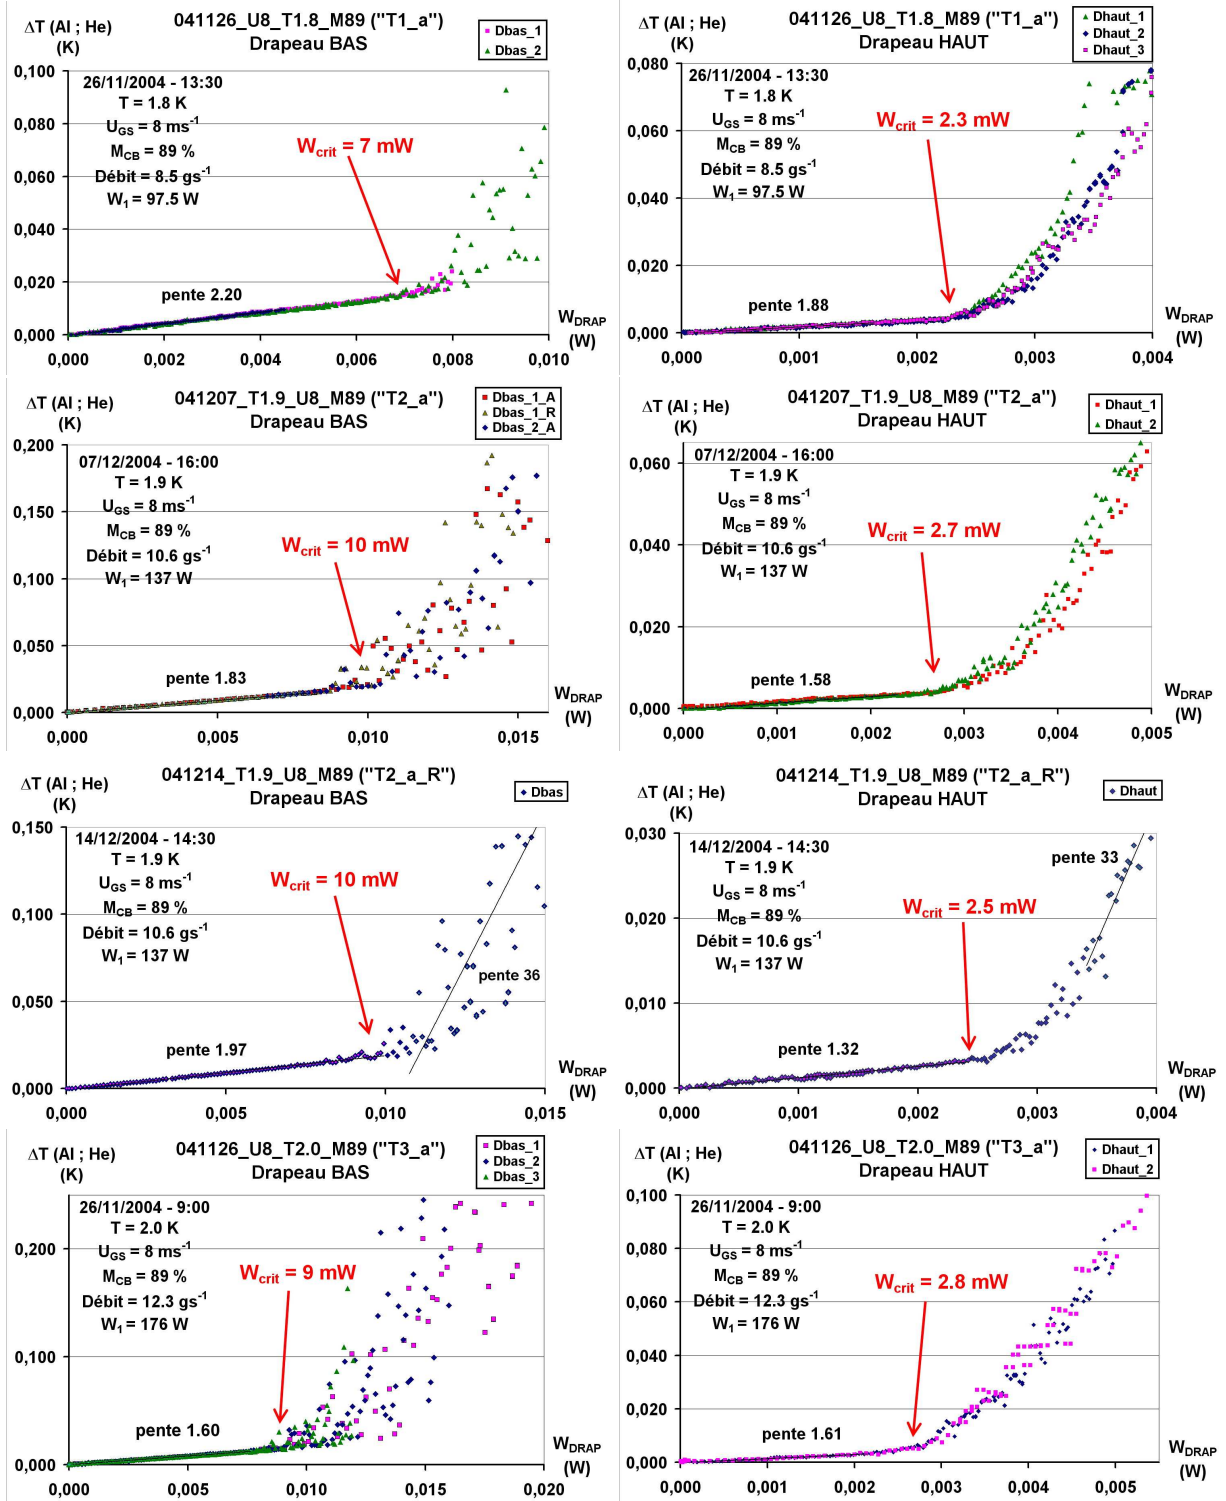 041126_U8_T1.8_M89 ("T1_a")
Drapeau BAS
ΔT (Al ; He)
(K)
Dbas_1
Dbas_2
0,100
0,080
0,060
0,040
0,020
0,000
26/11/2004 - 13:30
T = 1.8 K
UGS = 8 ms-1
MCB = 89 %
Débit = 8.5 gs-1
W1 = 97.5 W
Wcrit = 7 mW
pente 2.20
WDRAP
(W)
0,000 0,002 0,004 0,006 0,008 0,010
041126_U8_T1.8_M89 ("T1_a")
Drapeau HAUT
ΔT (Al ; He)
(K)
Dhaut_1
Dhaut_2
Dhaut_3
0,080
0,060
0,040
0,020
0,000
26/11/2004 - 13:30
T = 1.8 K
UGS = 8 ms-1
MCB = 89 %
Débit = 8.5 gs-1
W1 = 97.5 W
Wcrit = 2.3 mW
pente 1.88
WDRAP
(W)
0,000 0,001 0,002 0,003 0,004
041207_T1.9_U8_M89 ("T2_a")
Drapeau BAS
ΔT (Al ; He)
(K)
Dbas_1_A
Dbas_1_R
Dbas_2_A
0,200
0,150
0,100
0,050
0,000
07/12/2004 - 16:00
T = 1.9 K
UGS = 8 ms-1
MCB = 89 %
Débit = 10.6 gs-1
W1 = 137 W
Wcrit = 10 mW
pente 1.83
WDRAP
(W)
0,000 0,005 0,010 0,015
041207_T1.9_U8_M89 ("T2_a")
Drapeau HAUT
ΔT (Al ; He)
(K)
Dhaut_1
Dhaut_2
0,060
0,040
0,020
0,000
07/12/2004 - 16:00
T = 1.9 K
UGS = 8 ms-1
MCB = 89 %
Débit = 10.6 gs-1
W1 = 137 W
Wcrit = 2.7 mW
pente 1.58
WDRAP
(W)
0,000 0,001 0,002 0,003 0,004 0,005
041214_T1.9_U8_M89 ("T2_a_R")
Drapeau BAS
ΔT (Al ; He)
(K)
Dbas
0,150
0,100
0,050
0,000
14/12/2004 - 14:30
T = 1.9 K
UGS = 8 ms-1
MCB = 89 %
Débit = 10.6 gs-1
W1 = 137 W
Wcrit = 10 mW
pente 36
pente 1.97
WDRAP
(W)
0,000 0,005 0,010 0,015
041214_T1.9_U8_M89 ("T2_a_R")
Drapeau HAUT
ΔT (Al ; He)
(K)
Dhaut
0,030
0,020
0,010
0,000
14/12/2004 - 14:30
T = 1.9 K
UGS = 8 ms-1
MCB = 89 %
Débit = 10.6 gs-1
W1 = 137 W
pente 33
Wcrit = 2.5 mW
pente 1.32
WDRAP
(W)
0,000 0,001 0,002 0,003 0,004
041126_U8_T2.0_M89 ("T3_a")
Drapeau BAS
ΔT (Al ; He)
(K)
Dbas_1
Dbas_2
Dbas_3
0,200
0,100
0,000
26/11/2004 - 9:00
T = 2.0 K
UGS = 8 ms-1
MCB = 89 %
Débit = 12.3 gs-1
W1 = 176 W
Wcrit = 9 mW
pente 1.60
WDRAP
(W)
0,000 0,005 0,010 0,015 0,020
041126_U8_T2.0_M89 ("T3_a")
Drapeau HAUT
ΔT (Al ; He)
(K)
Dhaut_1
Dhaut_2
0,100
0,080
0,060
0,040
0,020
0,000
26/11/2004 - 9:00
T = 2.0 K
UGS = 8 ms-1
MCB = 89 %
Débit = 12.3 gs-1
W1 = 176 W
Wcrit = 2.8 mW
pente 1.61
WDRAP
(W)
0,000 0,001 0,002 0,003 0,004 0,005